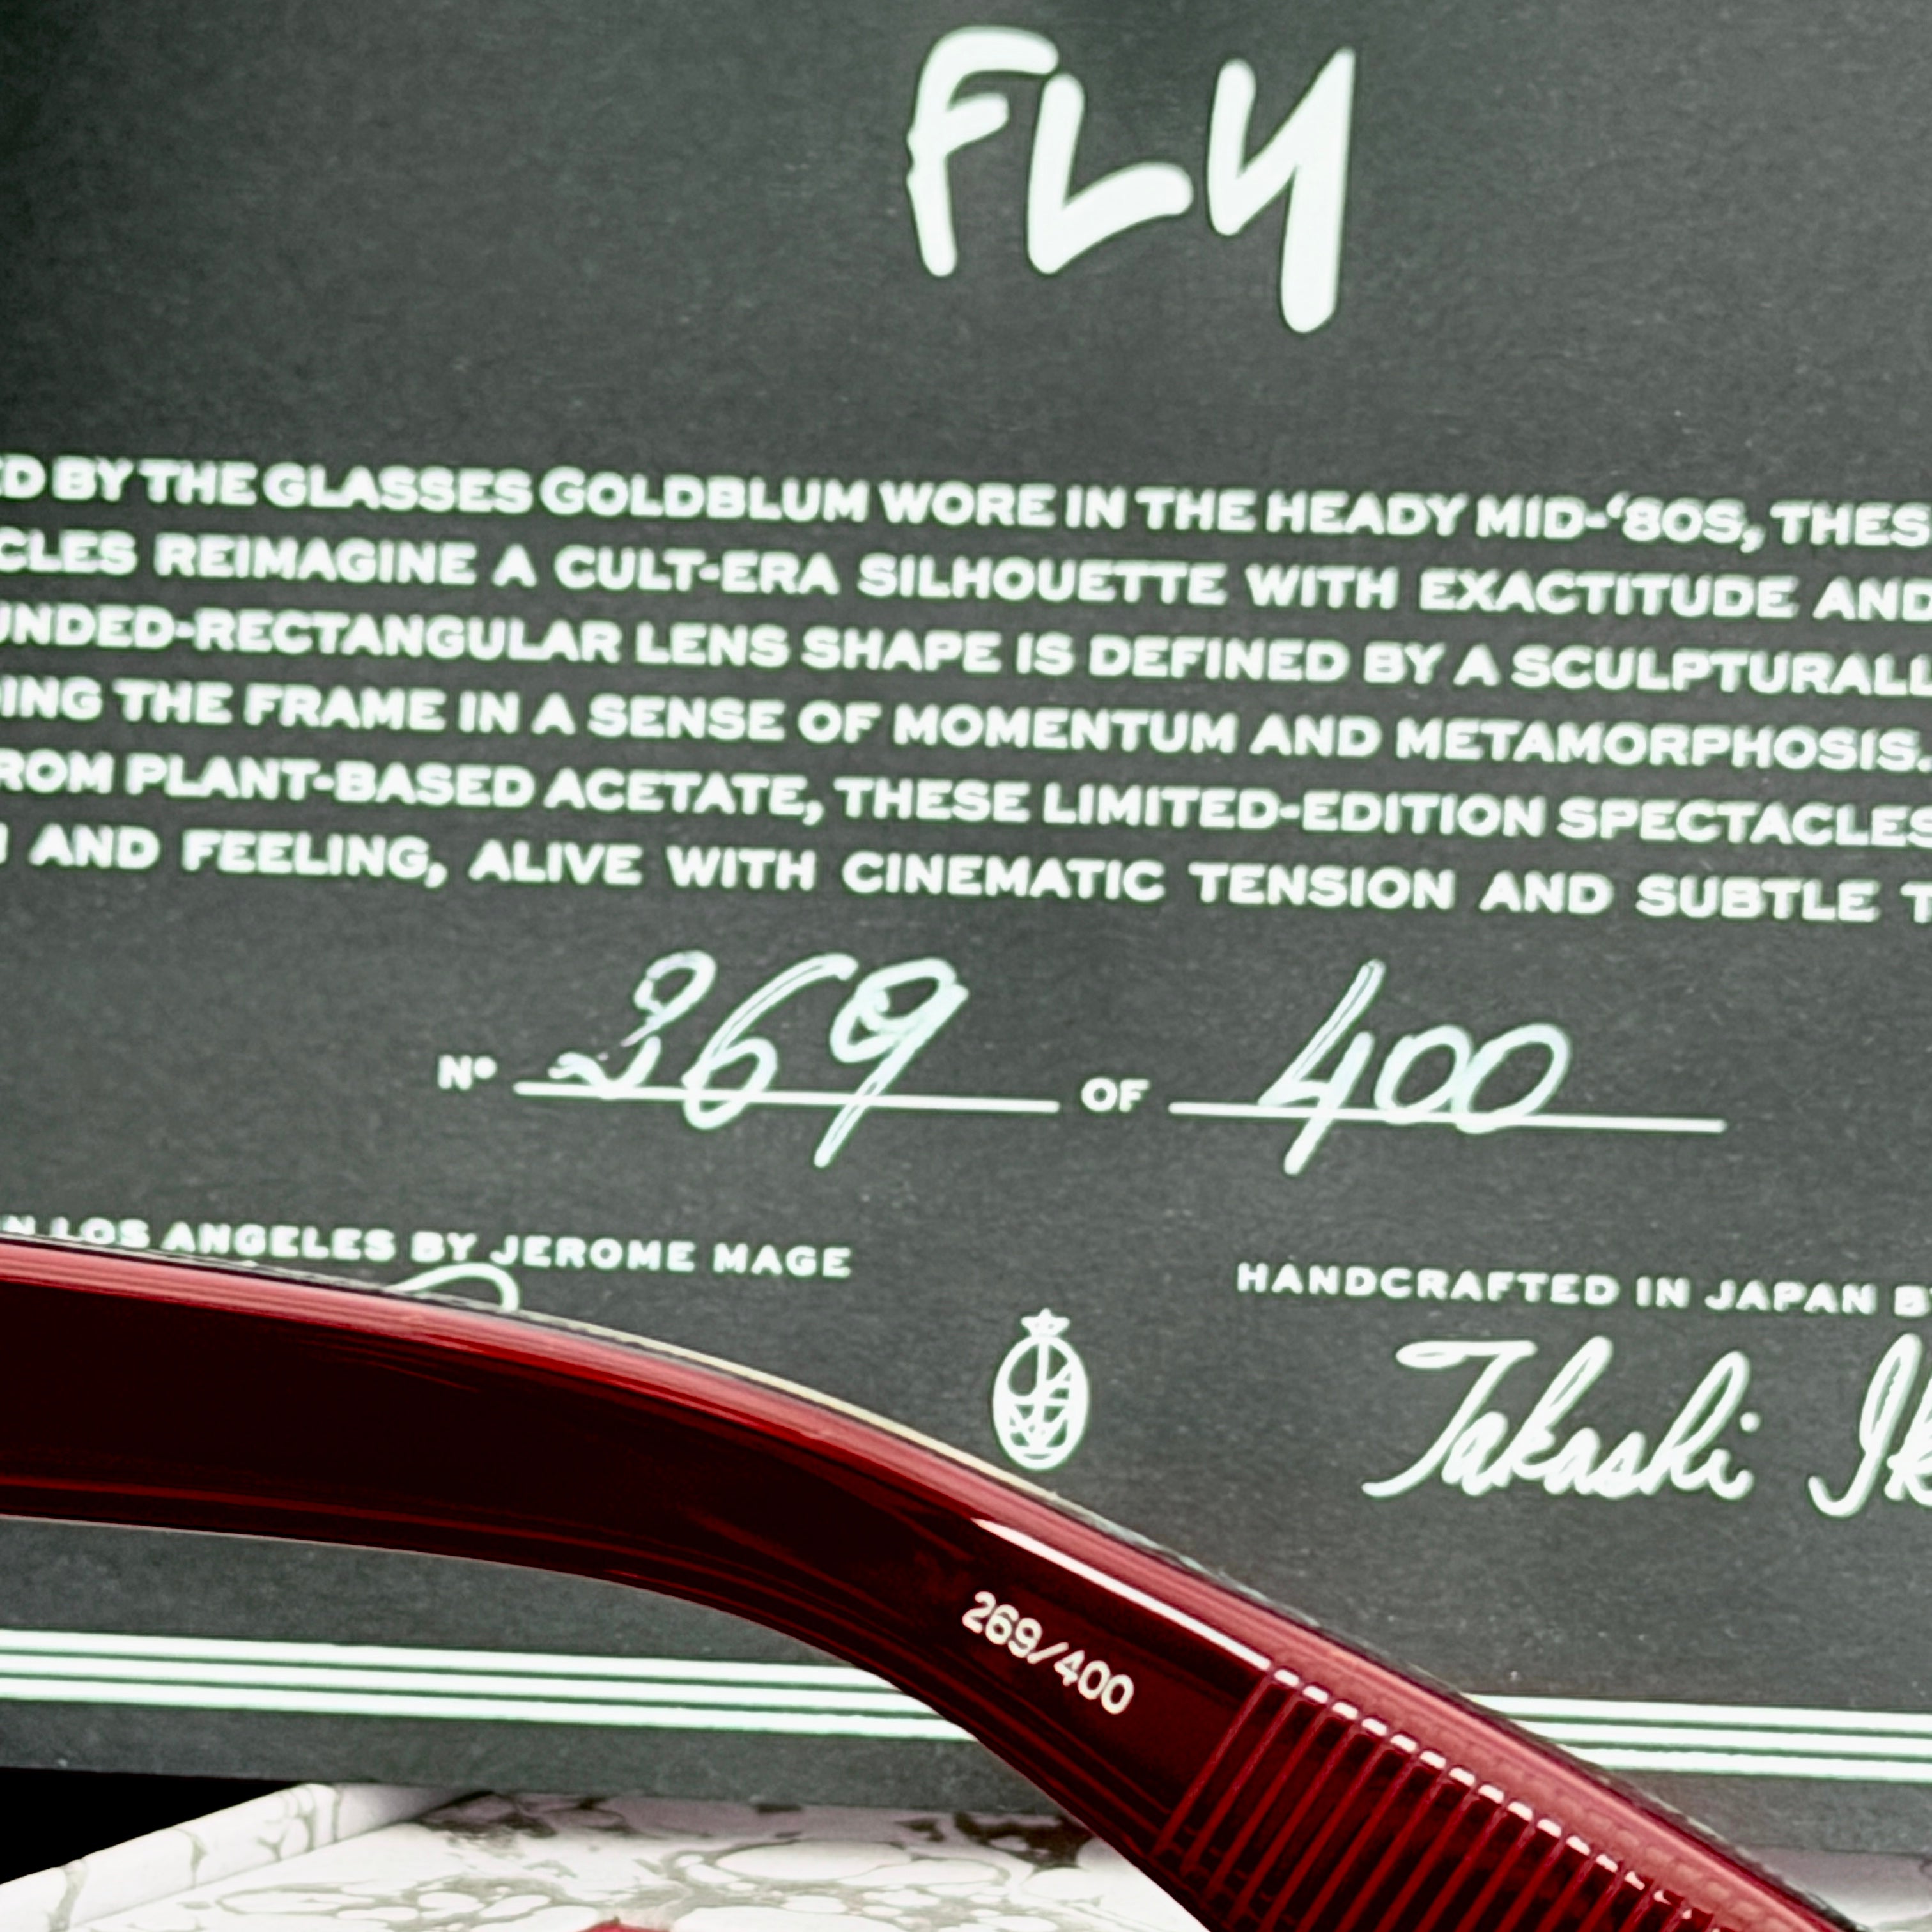 FLY
ED BY THE GLASSES GOLDBLUM WORE IN THE HEADY MID-‘80S, THES
CLES REIMAGINE A CULT-ERA SILHOUETTE WITH EXACTITUDE AND
UNDED-RECTANGULAR LENS SHAPE IS DEFINED BY A SCULPTURALL
DING THE FRAME IN A SENSE OF MOMENTUM AND METAMORPHOSIS.
ROM PLANT-BASED ACETATE, THESE LIMITED-EDITION SPECTACLES
AND FEELING, ALIVE WITH CINEMATIC TENSION AND SUBTLE T
Nº 269 OF 400
N LOS ANGELES BY JEROME MAGE
HANDCRAFTED IN JAPAN BY
Takashi Ik
269/400